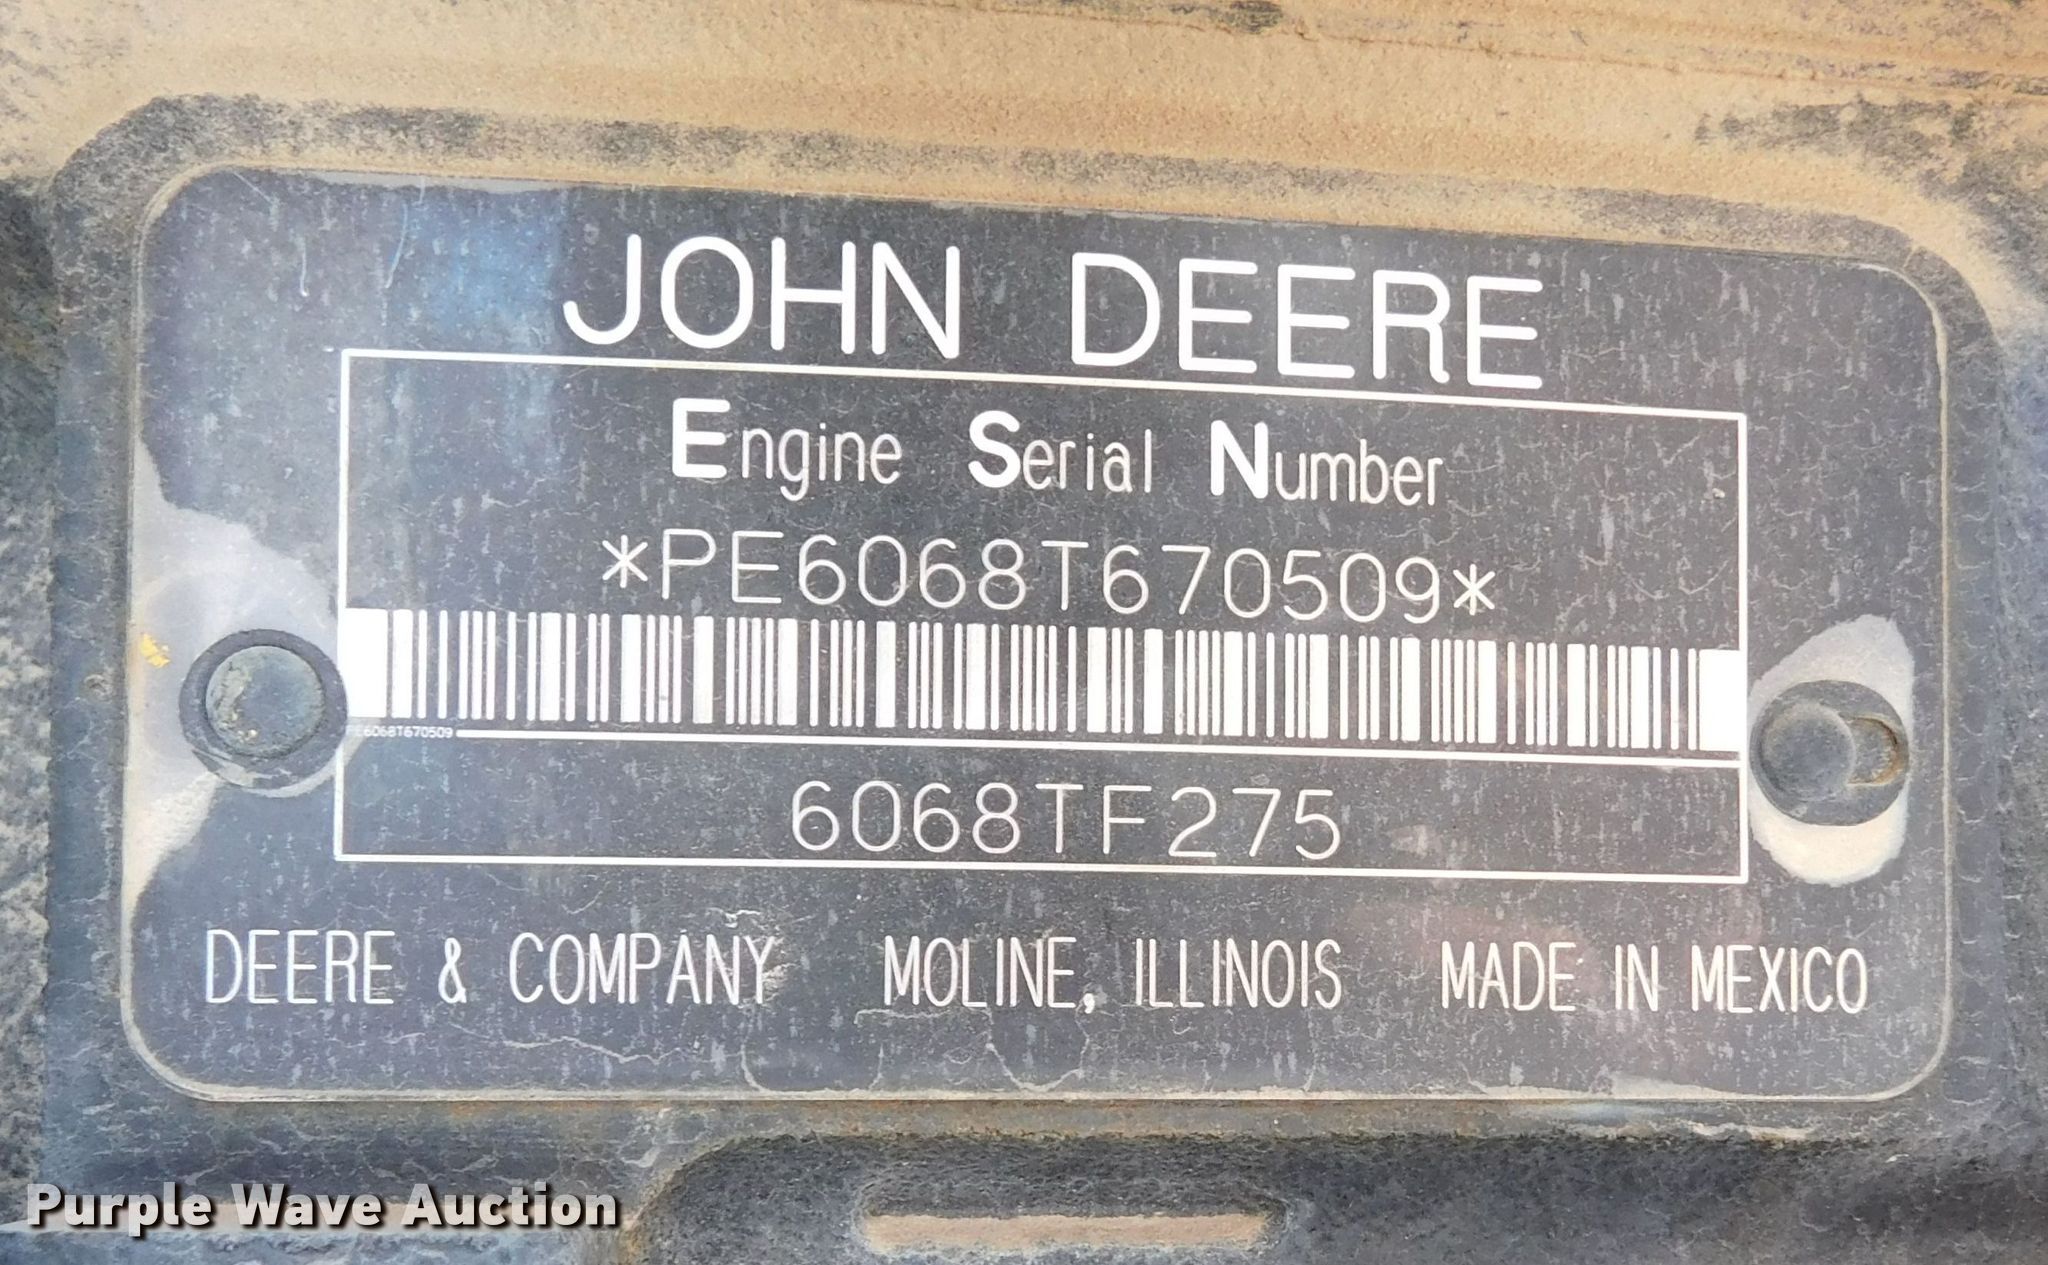 JOHN DEERE
Engine Serial Number
*PE6068T670509*
PE6068T670509
6068TF275
DEERE & COMPANY MOLINE, ILLINOIS MADE IN MEXICO
Purple Wave Auction